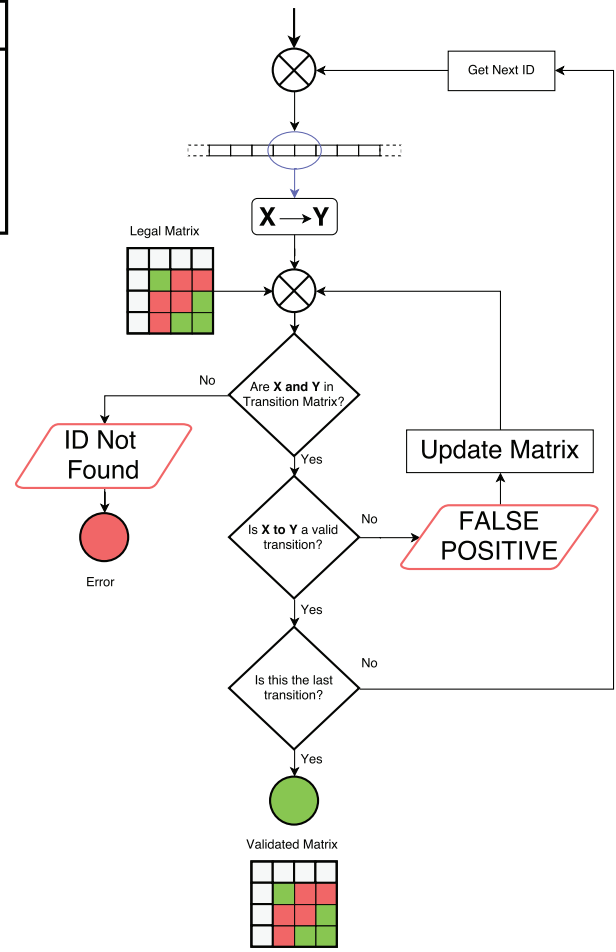 Get Next ID
X → Y
Legal Matrix
Are X and Y in
Transition Matrix?
No
Yes
ID Not
Found
Error
Update Matrix
Is X to Y a valid
transition?
No
FALSE
POSITIVE
Yes
Is this the last
transition?
No
Yes
Validated Matrix